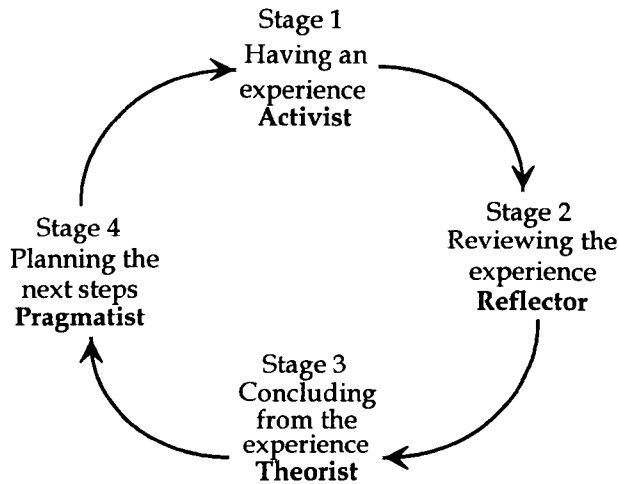 Stage 1
Having an
experience
Activist
Stage 2
Reviewing the
experience
Reflector
Stage 3
Concluding
from the
experience
Theorist
Stage 4
Planning the
next steps
Pragmatist